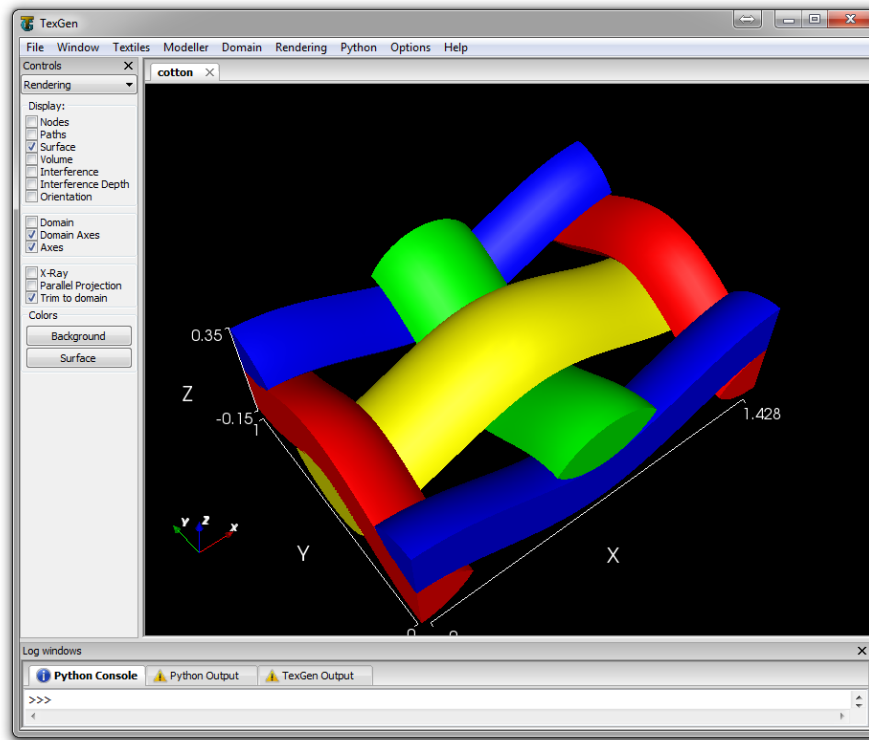 TexGen
File Window Textiles Modeller Domain Rendering Python Options Help
Controls
Rendering
Display:
Nodes
Paths
Surface
Volume
Interference
Interference Depth
Orientation
Domain
Domain Axes
Axes
X-Ray
Parallel Projection
Trim to domain
Colors
Background
Surface
cotton
0.35
Z
-0.15
1
1.428
Y
X
Y Z X
0 0
Log windows
Python Console Python Output TexGen Output
>>>